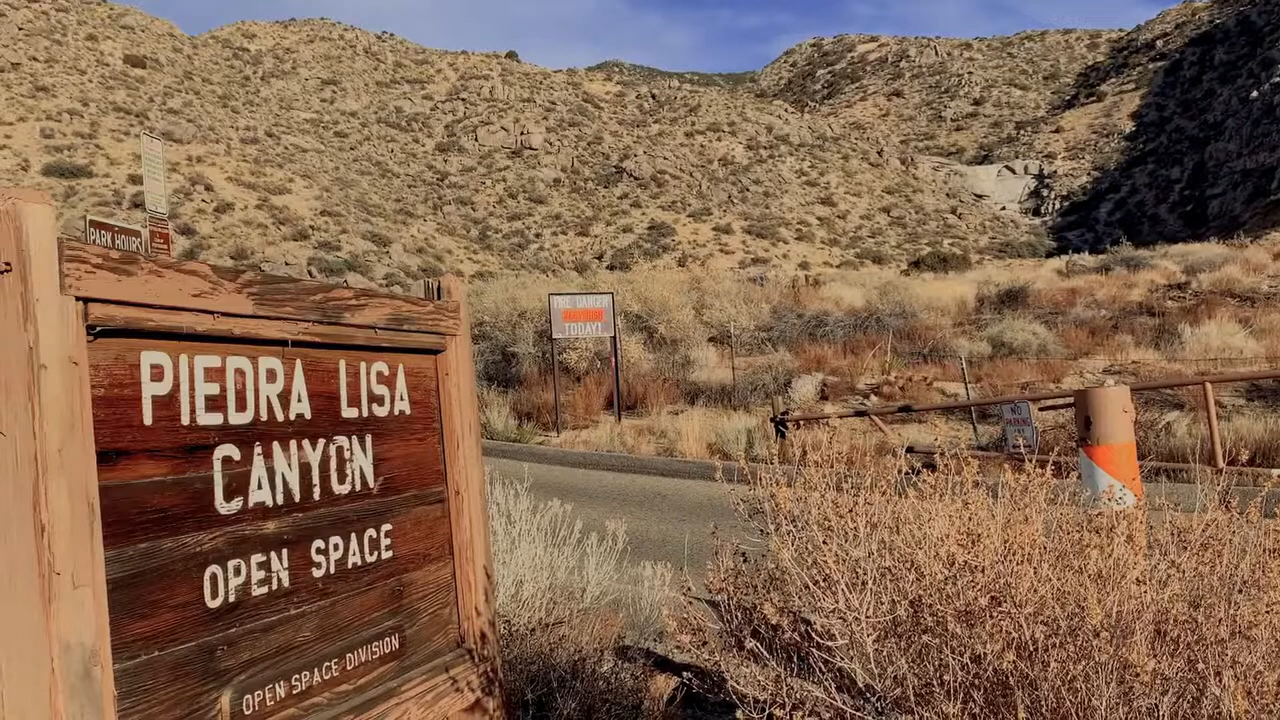 PARK HOURS
PIEDRA LISA
CANYON
OPEN SPACE
OPEN SPACE DIVISION
FIRE DANGER
TODAY!
NO
PARKING